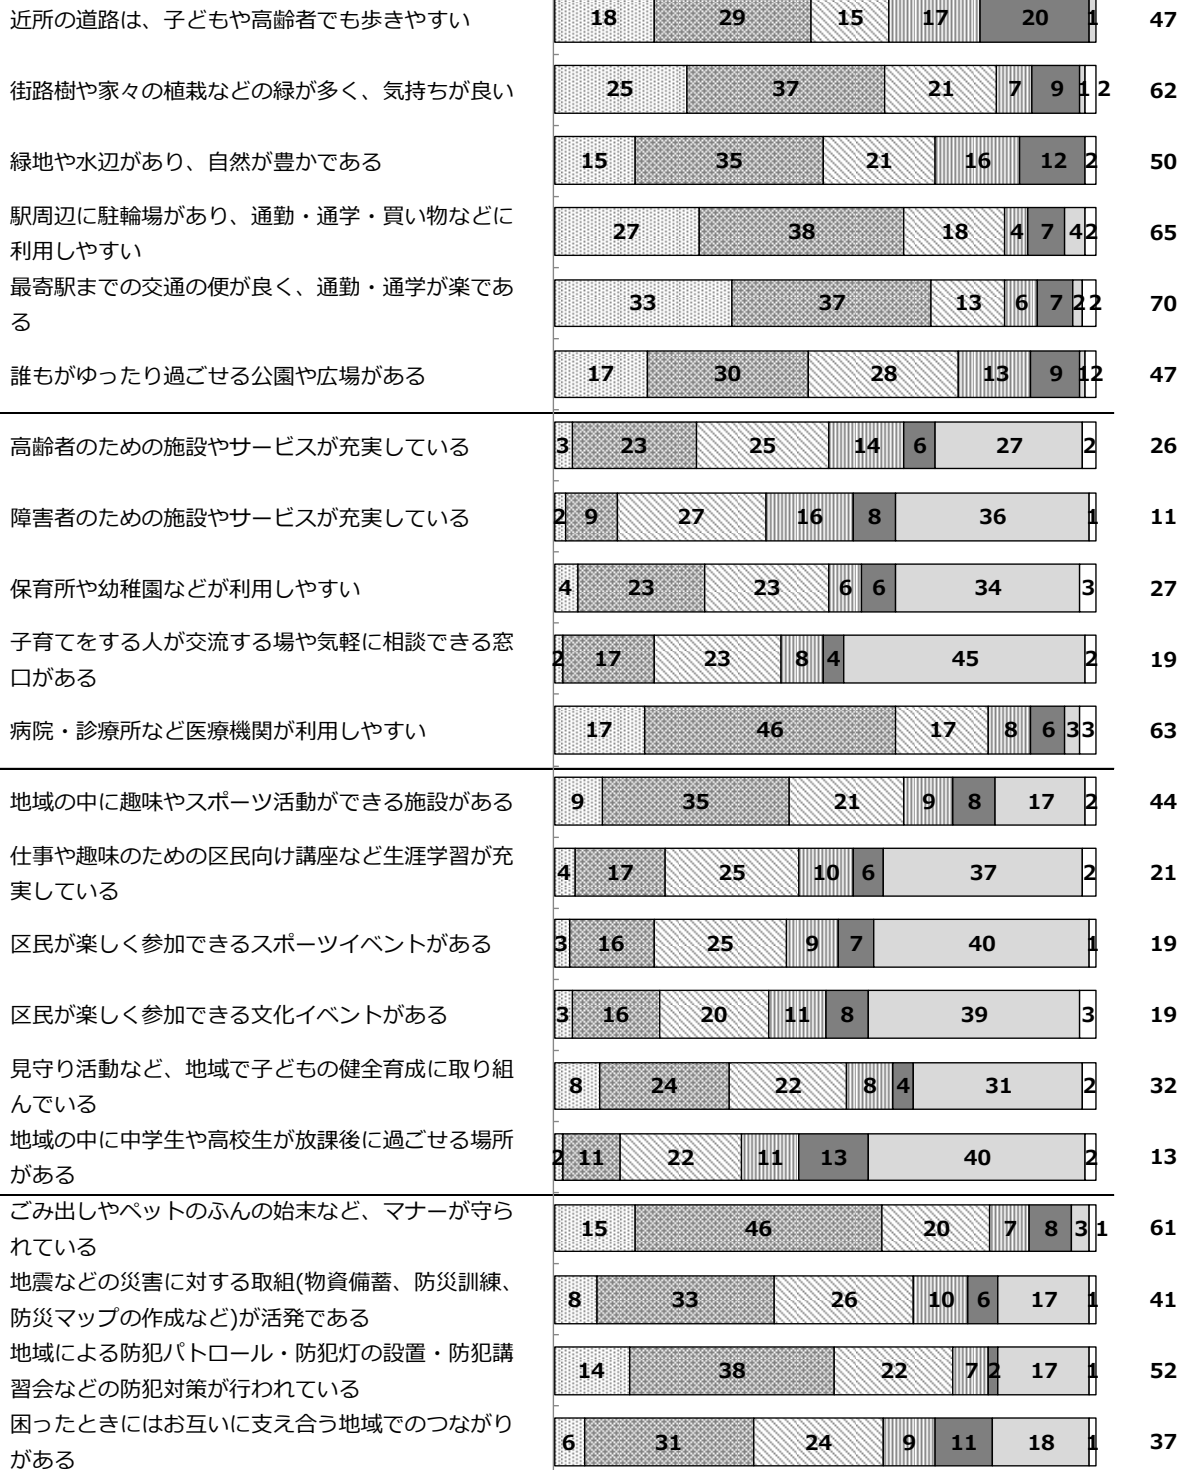 近所の道路は、子どもや高齢者でも歩きやすい 18 29 15 17 20 1 47
街路樹や家々の植栽などの緑が多く、気持ちが良い 25 37 21 7 9 1 2 62
緑地や水辺があり、自然が豊かである 15 35 21 16 12 2 50
駅周辺に駐輪場があり、通勤・通学・買い物などに
利用しやすい 27 38 18 4 7 4 2 65
最寄駅までの交通の便が良く、通勤・通学が楽であ
る 33 37 13 6 7 2 2 70
誰もがゆったり過ごせる公園や広場がある 17 30 28 13 9 1 2 47
高齢者のための施設やサービスが充実している 3 23 25 14 6 27 2 26
障害者のための施設やサービスが充実している 2 9 27 16 8 36 1 11
保育所や幼稚園などが利用しやすい 4 23 23 6 6 34 3 27
子育てをする人が交流する場や気軽に相談できる窓
口がある 2 17 23 8 4 45 2 19
病院・診療所など医療機関が利用しやすい 17 46 17 8 6 3 3 63
地域の中に趣味やスポーツ活動ができる施設がある 9 35 21 9 8 17 2 44
仕事や趣味のための区民向け講座など生涯学習が充
実している 4 17 25 10 6 37 2 21
区民が楽しく参加できるスポーツイベントがある 3 16 25 9 7 40 1 19
区民が楽しく参加できる文化イベントがある 3 16 20 11 8 39 3 19
見守り活動など、地域で子どもの健全育成に取り組
んでいる 8 24 22 8 4 31 2 32
地域の中に中学生や高校生が放課後に過ごせる場所
がある 2 11 22 11 13 40 2 13
ごみ出しやペットのふんの始末など、マナーが守ら
れている 15 46 20 7 8 3 1 61
地震などの災害に対する取組(物資備蓄、防災訓練、
防災マップの作成など)が活発である 8 33 26 10 6 17 1 41
地域による防犯パトロール・防犯灯の設置・防犯講
習会などの防犯対策が行われている 14 38 22 7 2 17 1 52
困ったときにはお互いに支え合う地域でのつながり
がある 6 31 24 9 11 18 1 37